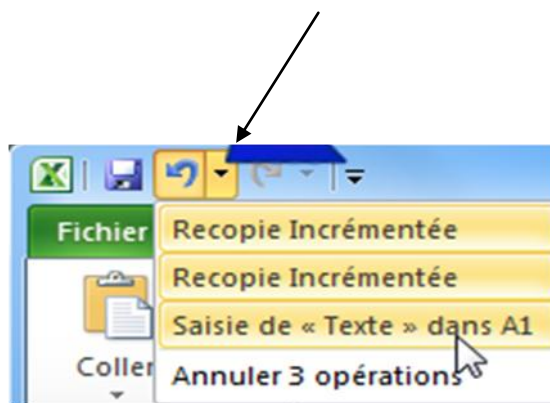 Fichier
Recopie Incrémentée
Recopie Incrémentée
Saisie de « Texte » dans A1
Coller
Annuler 3 opérations